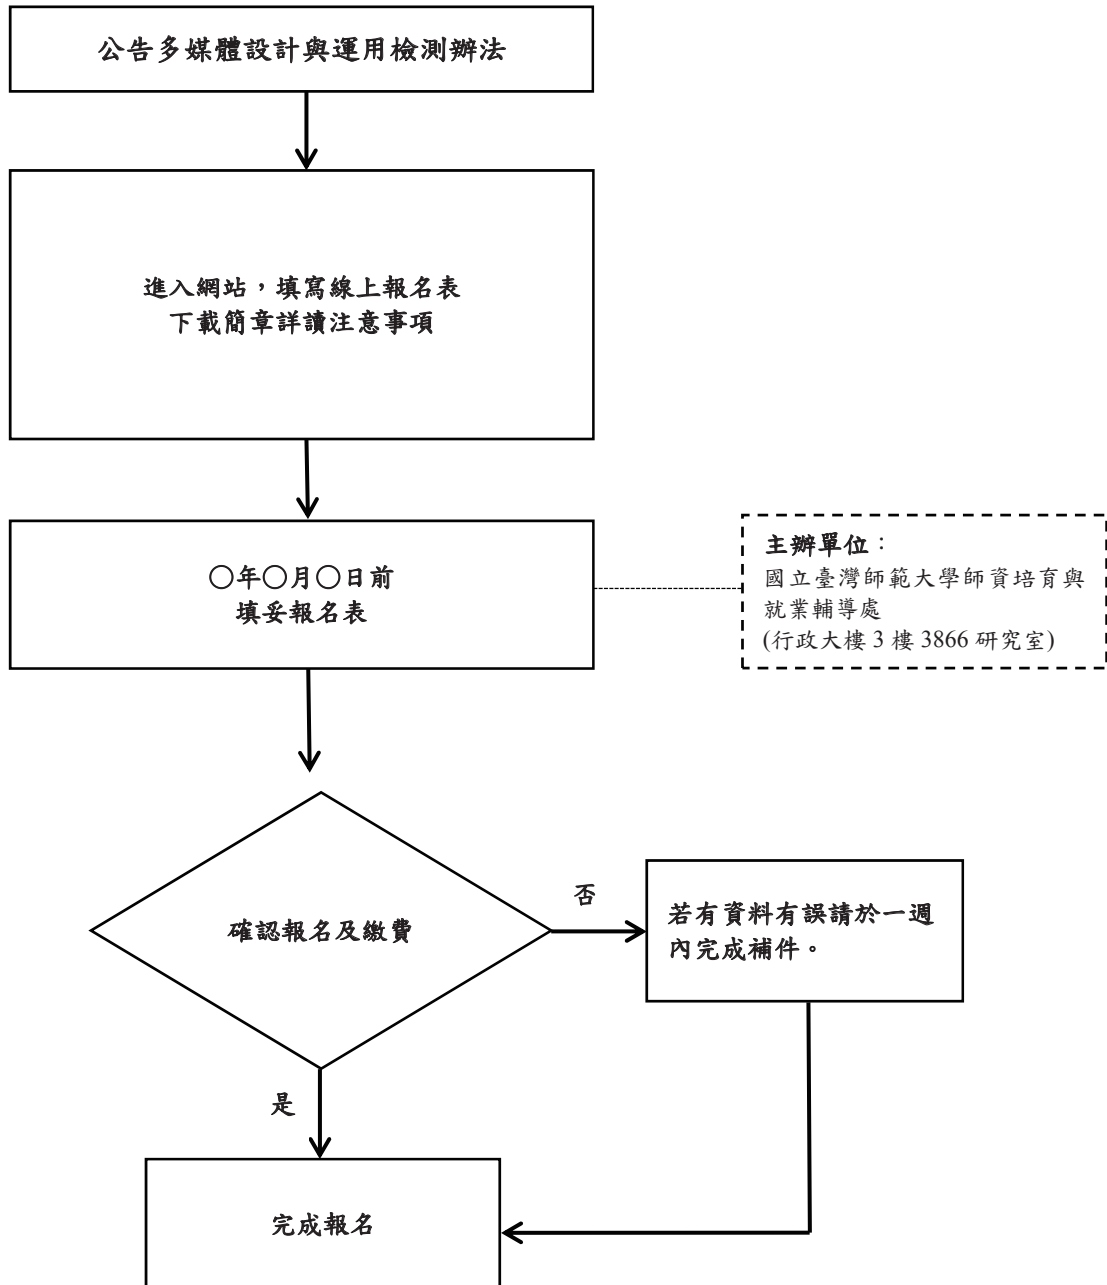 公告多媒體設計與運用檢測辦法
進入網站，填寫線上報名表
下載簡章詳讀注意事項
○年○月○日前
填妥報名表
主辦單位：
國立臺灣師範大學師資培育與
就業輔導處
(行政大樓 3 樓 3866 研究室)
確認報名及繳費
否
若有資料有誤請於一週
內完成補件。
是
完成報名